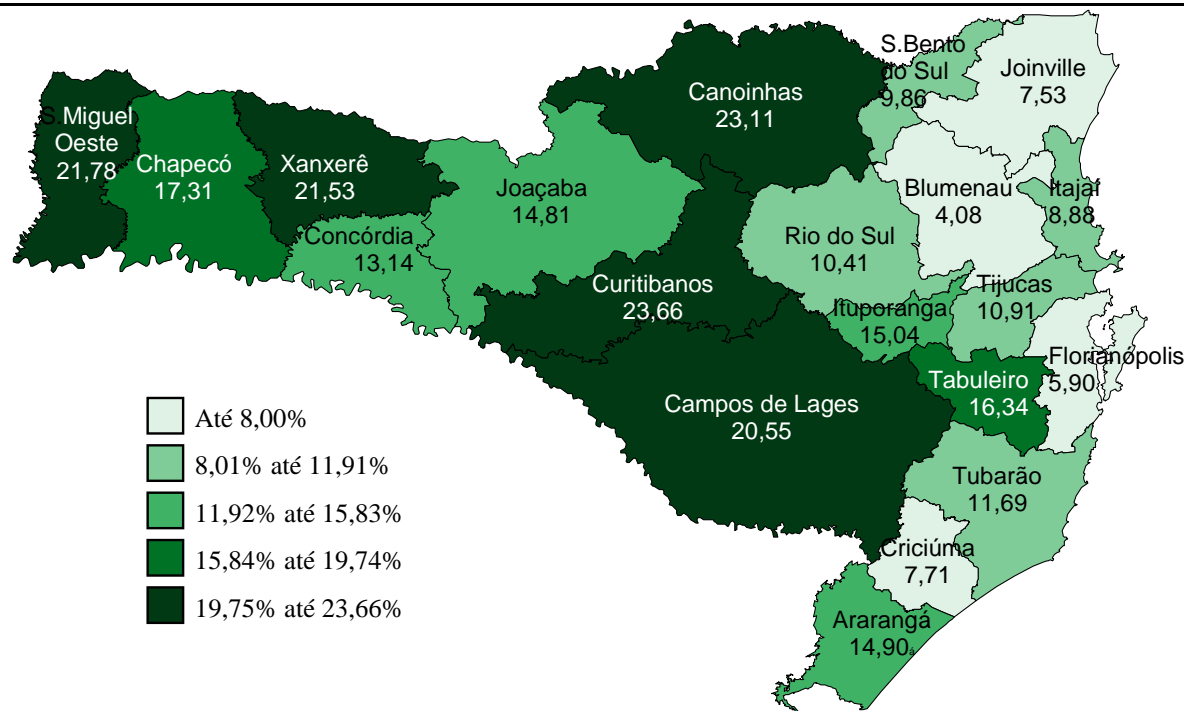 S.Bento
do Sul
9,86
Joinville
7,53
Canoinhas
23,11
S.Miguel
Oeste
21,78
Chapecó
17,31
Xanxerê
21,53
Joaçaba
14,81
Blumenau
4,08
Itajaí
8,88
Concórdia
13,14
Rio do Sul
10,41
Curitibanos
23,66
Tijucas
10,91
Ituporanga
15,04
Florianópolis
5,90
Tabuleiro
16,34
Campos de Lages
20,55
Até 8,00%
8,01% até 11,91%
11,92% até 15,83%
15,84% até 19,74%
19,75% até 23,66%
Tubarão
11,69
Criciúma
7,71
Ararangá
14,90